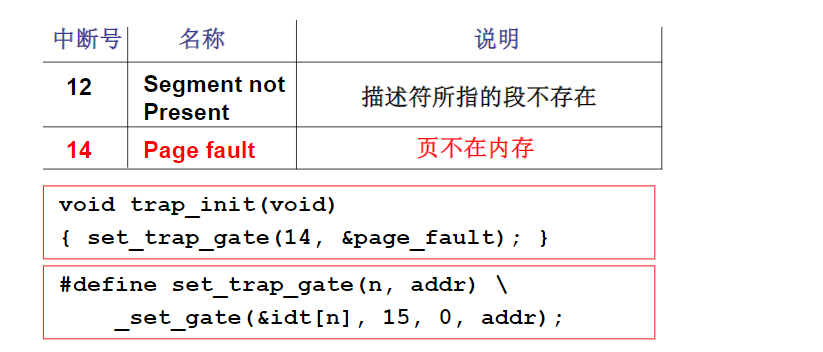 中断号 名称 说明
12 Segment not Present 描述符所指的段不存在
14 Page fault 页不在内存
void trap_init(void)
{ set_trap_gate(14, &page_fault); }
#define set_trap_gate(n, addr) \
_set_gate(&idt[n], 15, 0, addr);